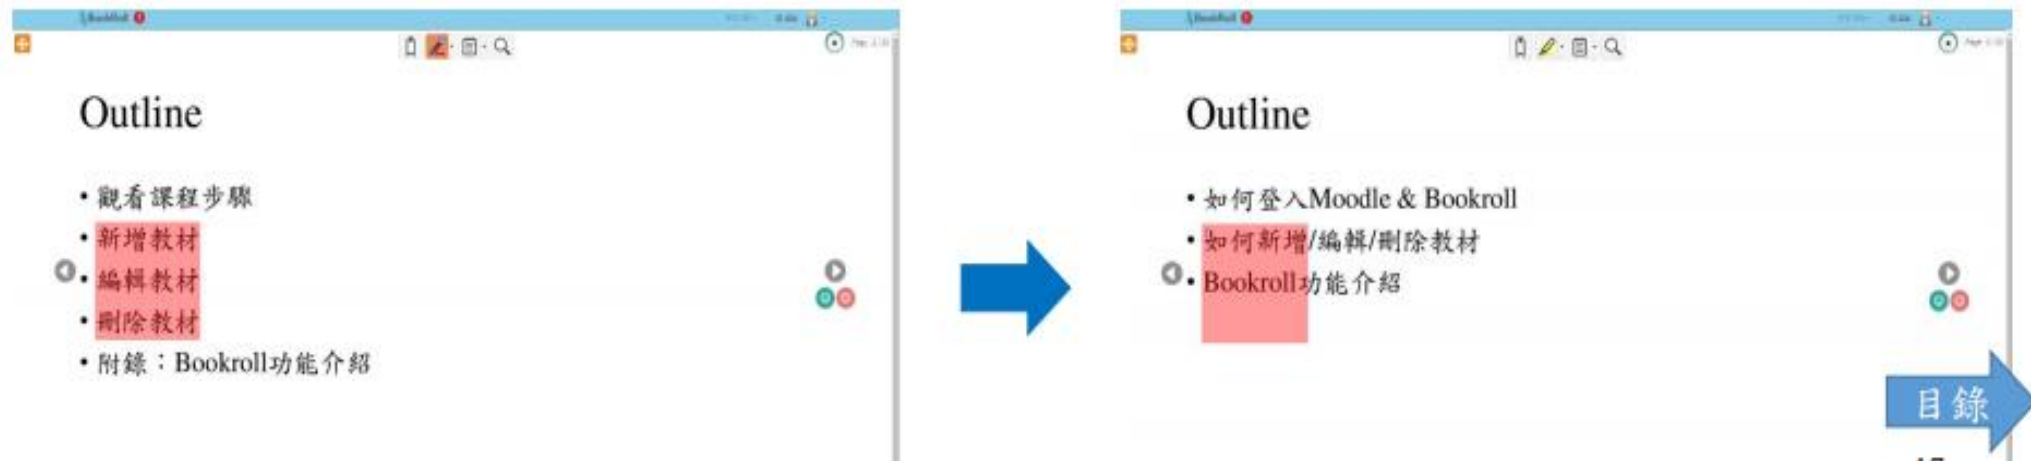 BookRoll
Outline
• 觀看課程步驟
• 新增教材
• 編輯教材
• 刪除教材
• 附錄：Bookroll功能介紹
BookRoll
Outline
• 如何登入Moodle & Bookroll
• 如何新增/編輯/刪除教材
• Bookroll功能介紹
目錄